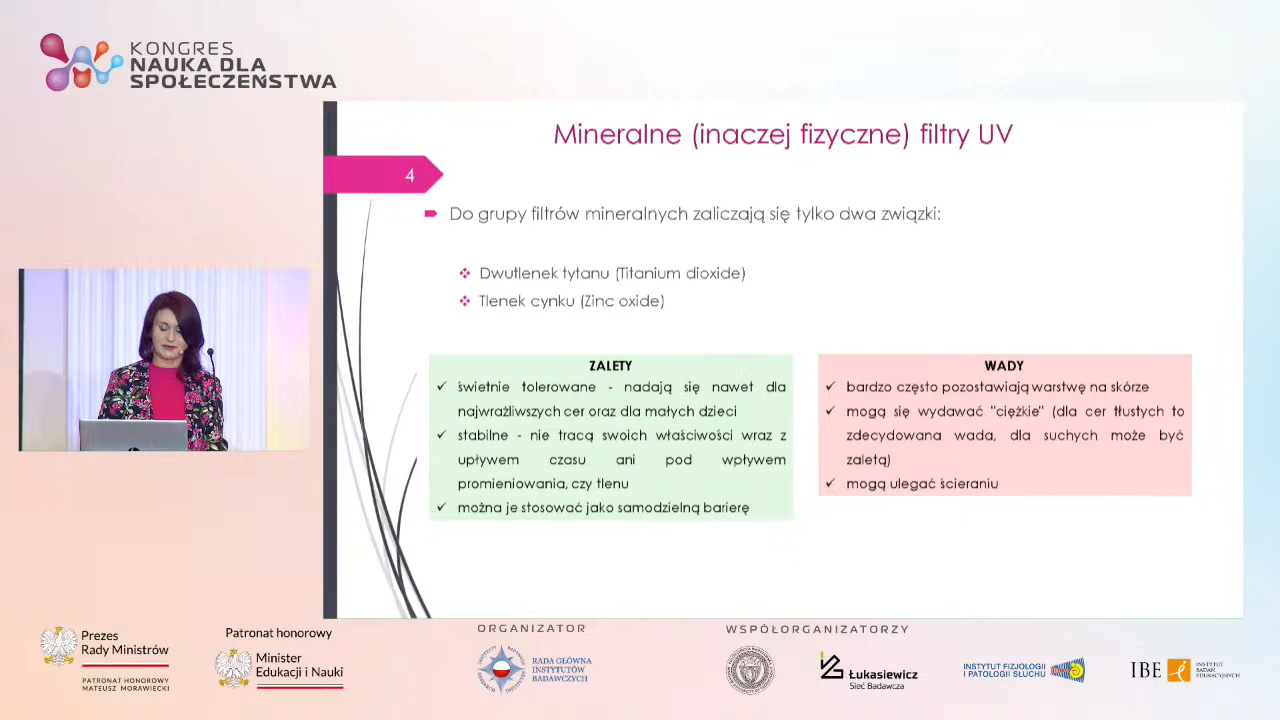 KONGRES
NAUKA DLA
SPOŁECZEŃSTWA
Mineralne (inaczej fizyczne) filtry UV
4
Do grupy filtrów mineralnych zaliczają się tylko dwa związki:
Dwutlenek tytanu (Titanium dioxide)
Tlenek cynku (Zinc oxide)
ZALETY
świetnie tolerowane - nadają się nawet dla
najwrażliwszych cer oraz dla małych dzieci
stabilne - nie tracą swoich właściwości wraz z
upływem czasu ani pod wpływem
promieniowania, czy tlenu
można je stosować jako samodzielną barierę
WADY
bardzo często pozostawiają warstwę na skórze
mogą się wydawać "ciężkie" (dla cer tłustych to
zdecydowana wada, dla suchych może być
zaletą)
mogą ulegać ścieraniu
Prezes
Rady Ministrów
PATRONAT HONOROWY
MATEUSZ MORAWIECKI
Patronat honorowy
Minister
Edukacji i Nauki
ORGANIZATOR
RADA GŁÓWNA
INSTYTUTÓW
BADAWCZYCH
WSPÓŁORGANIZATORZY
Łukasiewicz
Sieć Badawcza
INSTYTUT FIZJOLOGII
I PATOLOGII SŁUCHU
IBE
INSTYTUT
BADAŃ
EDUKACYJNYCH